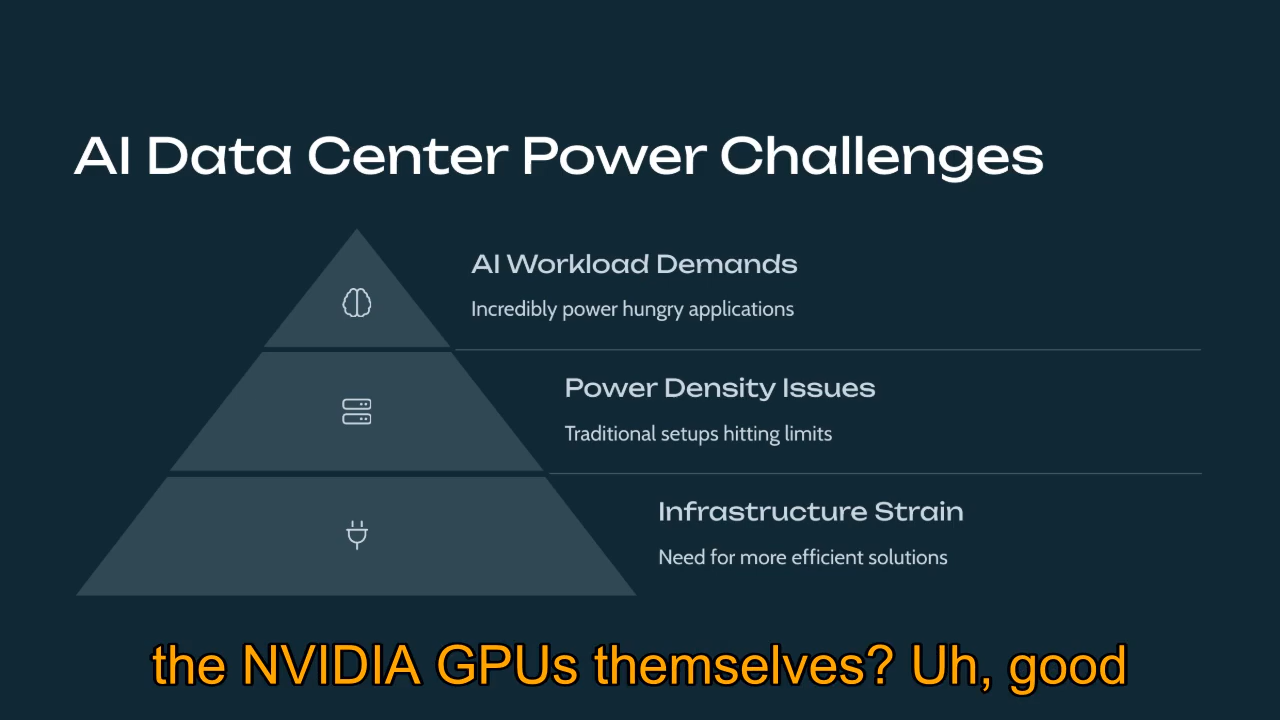 AI Data Center Power Challenges
AI Workload Demands
Incredibly power hungry applications
Power Density Issues
Traditional setups hitting limits
Infrastructure Strain
Need for more efficient solutions
the NVIDIA GPUs themselves? Uh, good